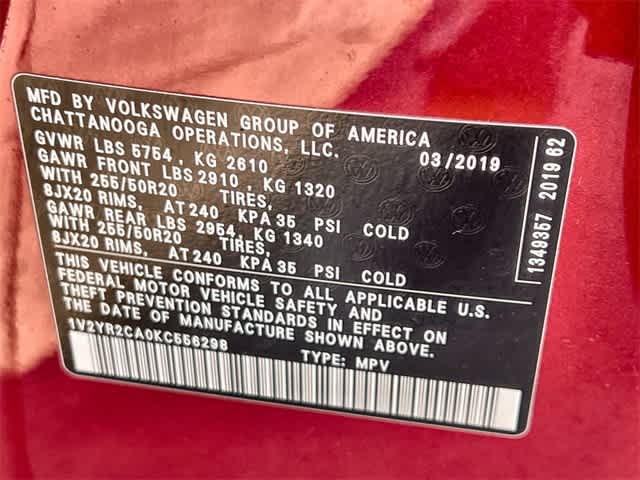 MFD BY VOLKSWAGEN GROUP OF AMERICA
CHATTANOOGA OPERATIONS, LLC. 03/2019
GVWR LBS 5754 , KG 2610
GAWR FRONT LBS 2910 , KG 1320
WITH 255/50R20 TIRES,
8JX20 RIMS, AT 240 KPA 35 PSI COLD
GAWR REAR LBS 2954, KG 1340
WITH 255/50R20 TIRES,
8JX20 RIMS, AT 240 KPA 35 PSI COLD
THIS VEHICLE CONFORMS TO ALL APPLICABLE U.S.
FEDERAL MOTOR VEHICLE SAFETY AND
THEFT PREVENTION STANDARDS IN EFFECT ON
THE DATE OF MANUFACTURE SHOWN ABOVE.
1V2YR2CA0KC556298 TYPE: MPV
1349357 2019 62